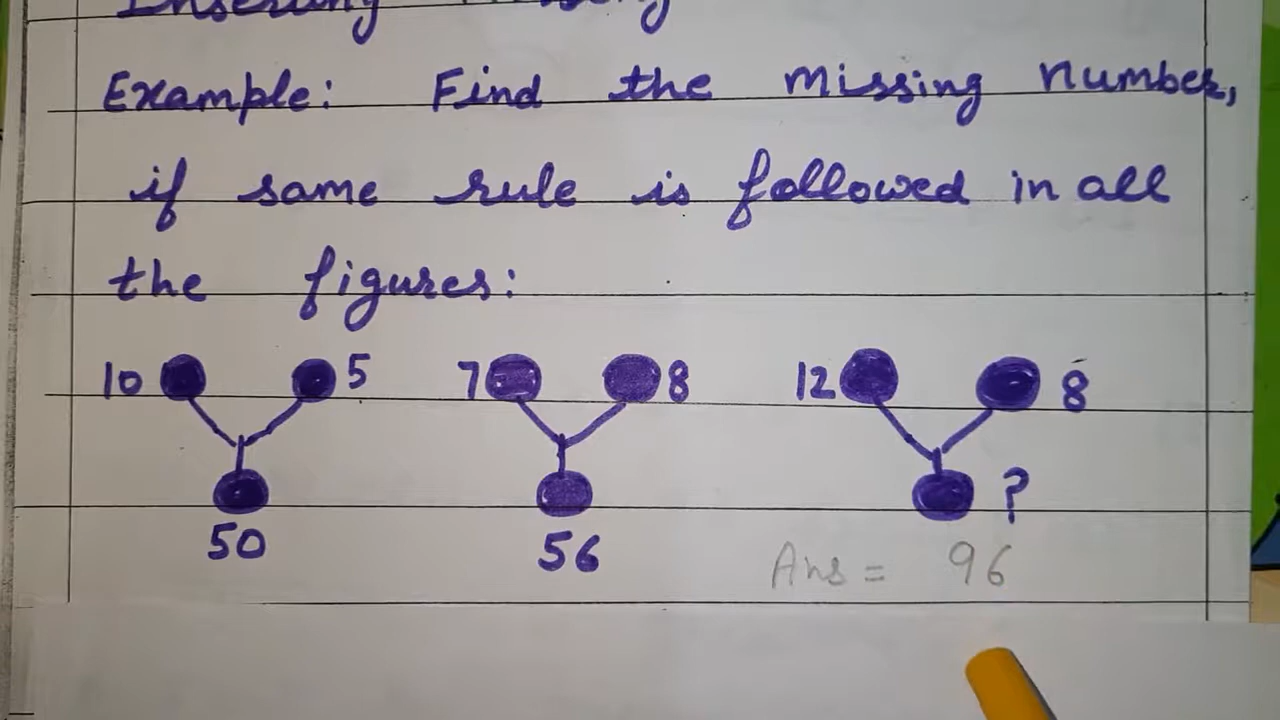 Example: Find the missing number,
if same rule is followed in all
the figures:
10 5 7 8 12 8
?
50 56 Ans = 96